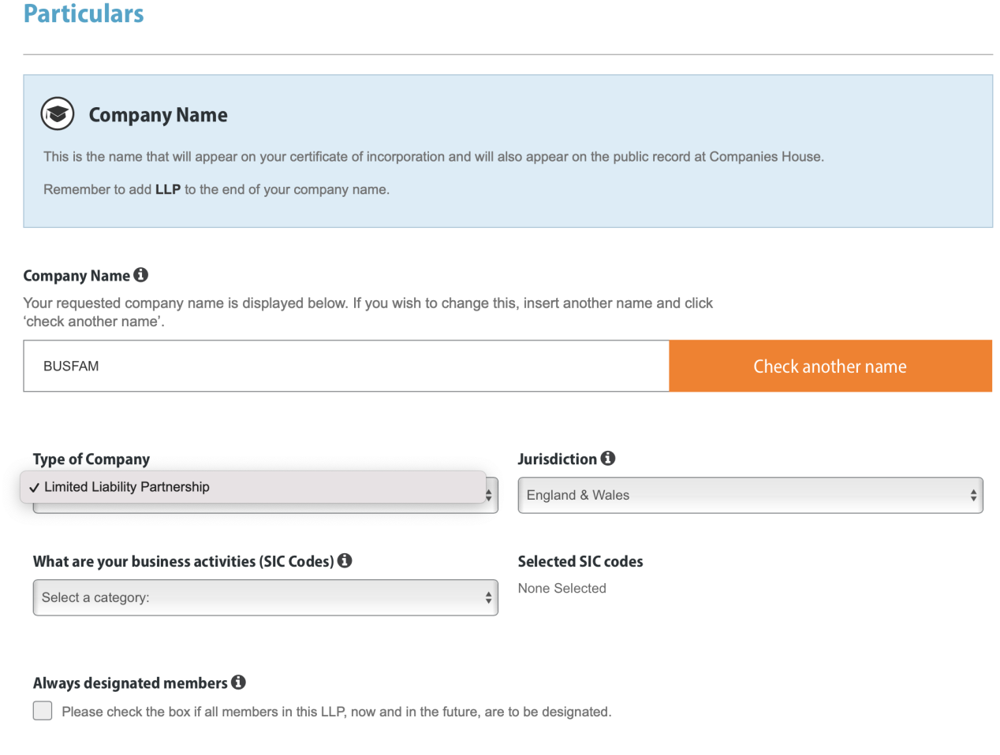 Particulars
Company Name
This is the name that will appear on your certificate of incorporation and will also appear on the public record at Companies House.
Remember to add LLP to the end of your company name.
Company Name
Your requested company name is displayed below. If you wish to change this, insert another name and click
‘check another name’.
BUSFAM
Check another name
Type of Company
Jurisdiction
✓ Limited Liability Partnership
England & Wales
What are your business activities (SIC Codes)
Selected SIC codes
None Selected
Select a category:
Always designated members
Please check the box if all members in this LLP, now and in the future, are to be designated.